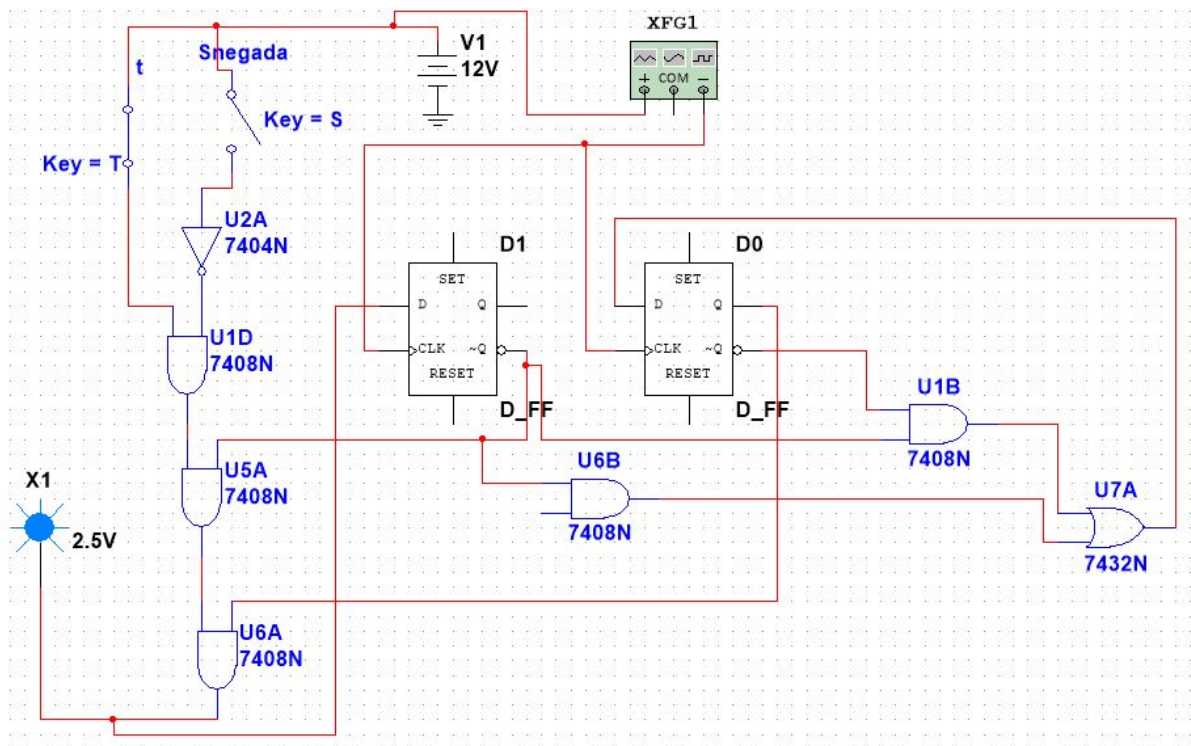 XFG1
+ COM −
V1
12V
t
Snegada
Key = S
Key = T
U2A
7404N
D1
SET
D Q
CLK ~Q
RESET
D_FF
D0
SET
D Q
CLK ~Q
RESET
D_FF
U1D
7408N
U1B
7408N
U5A
7408N
U6B
7408N
U7A
7432N
X1
2.5V
U6A
7408N